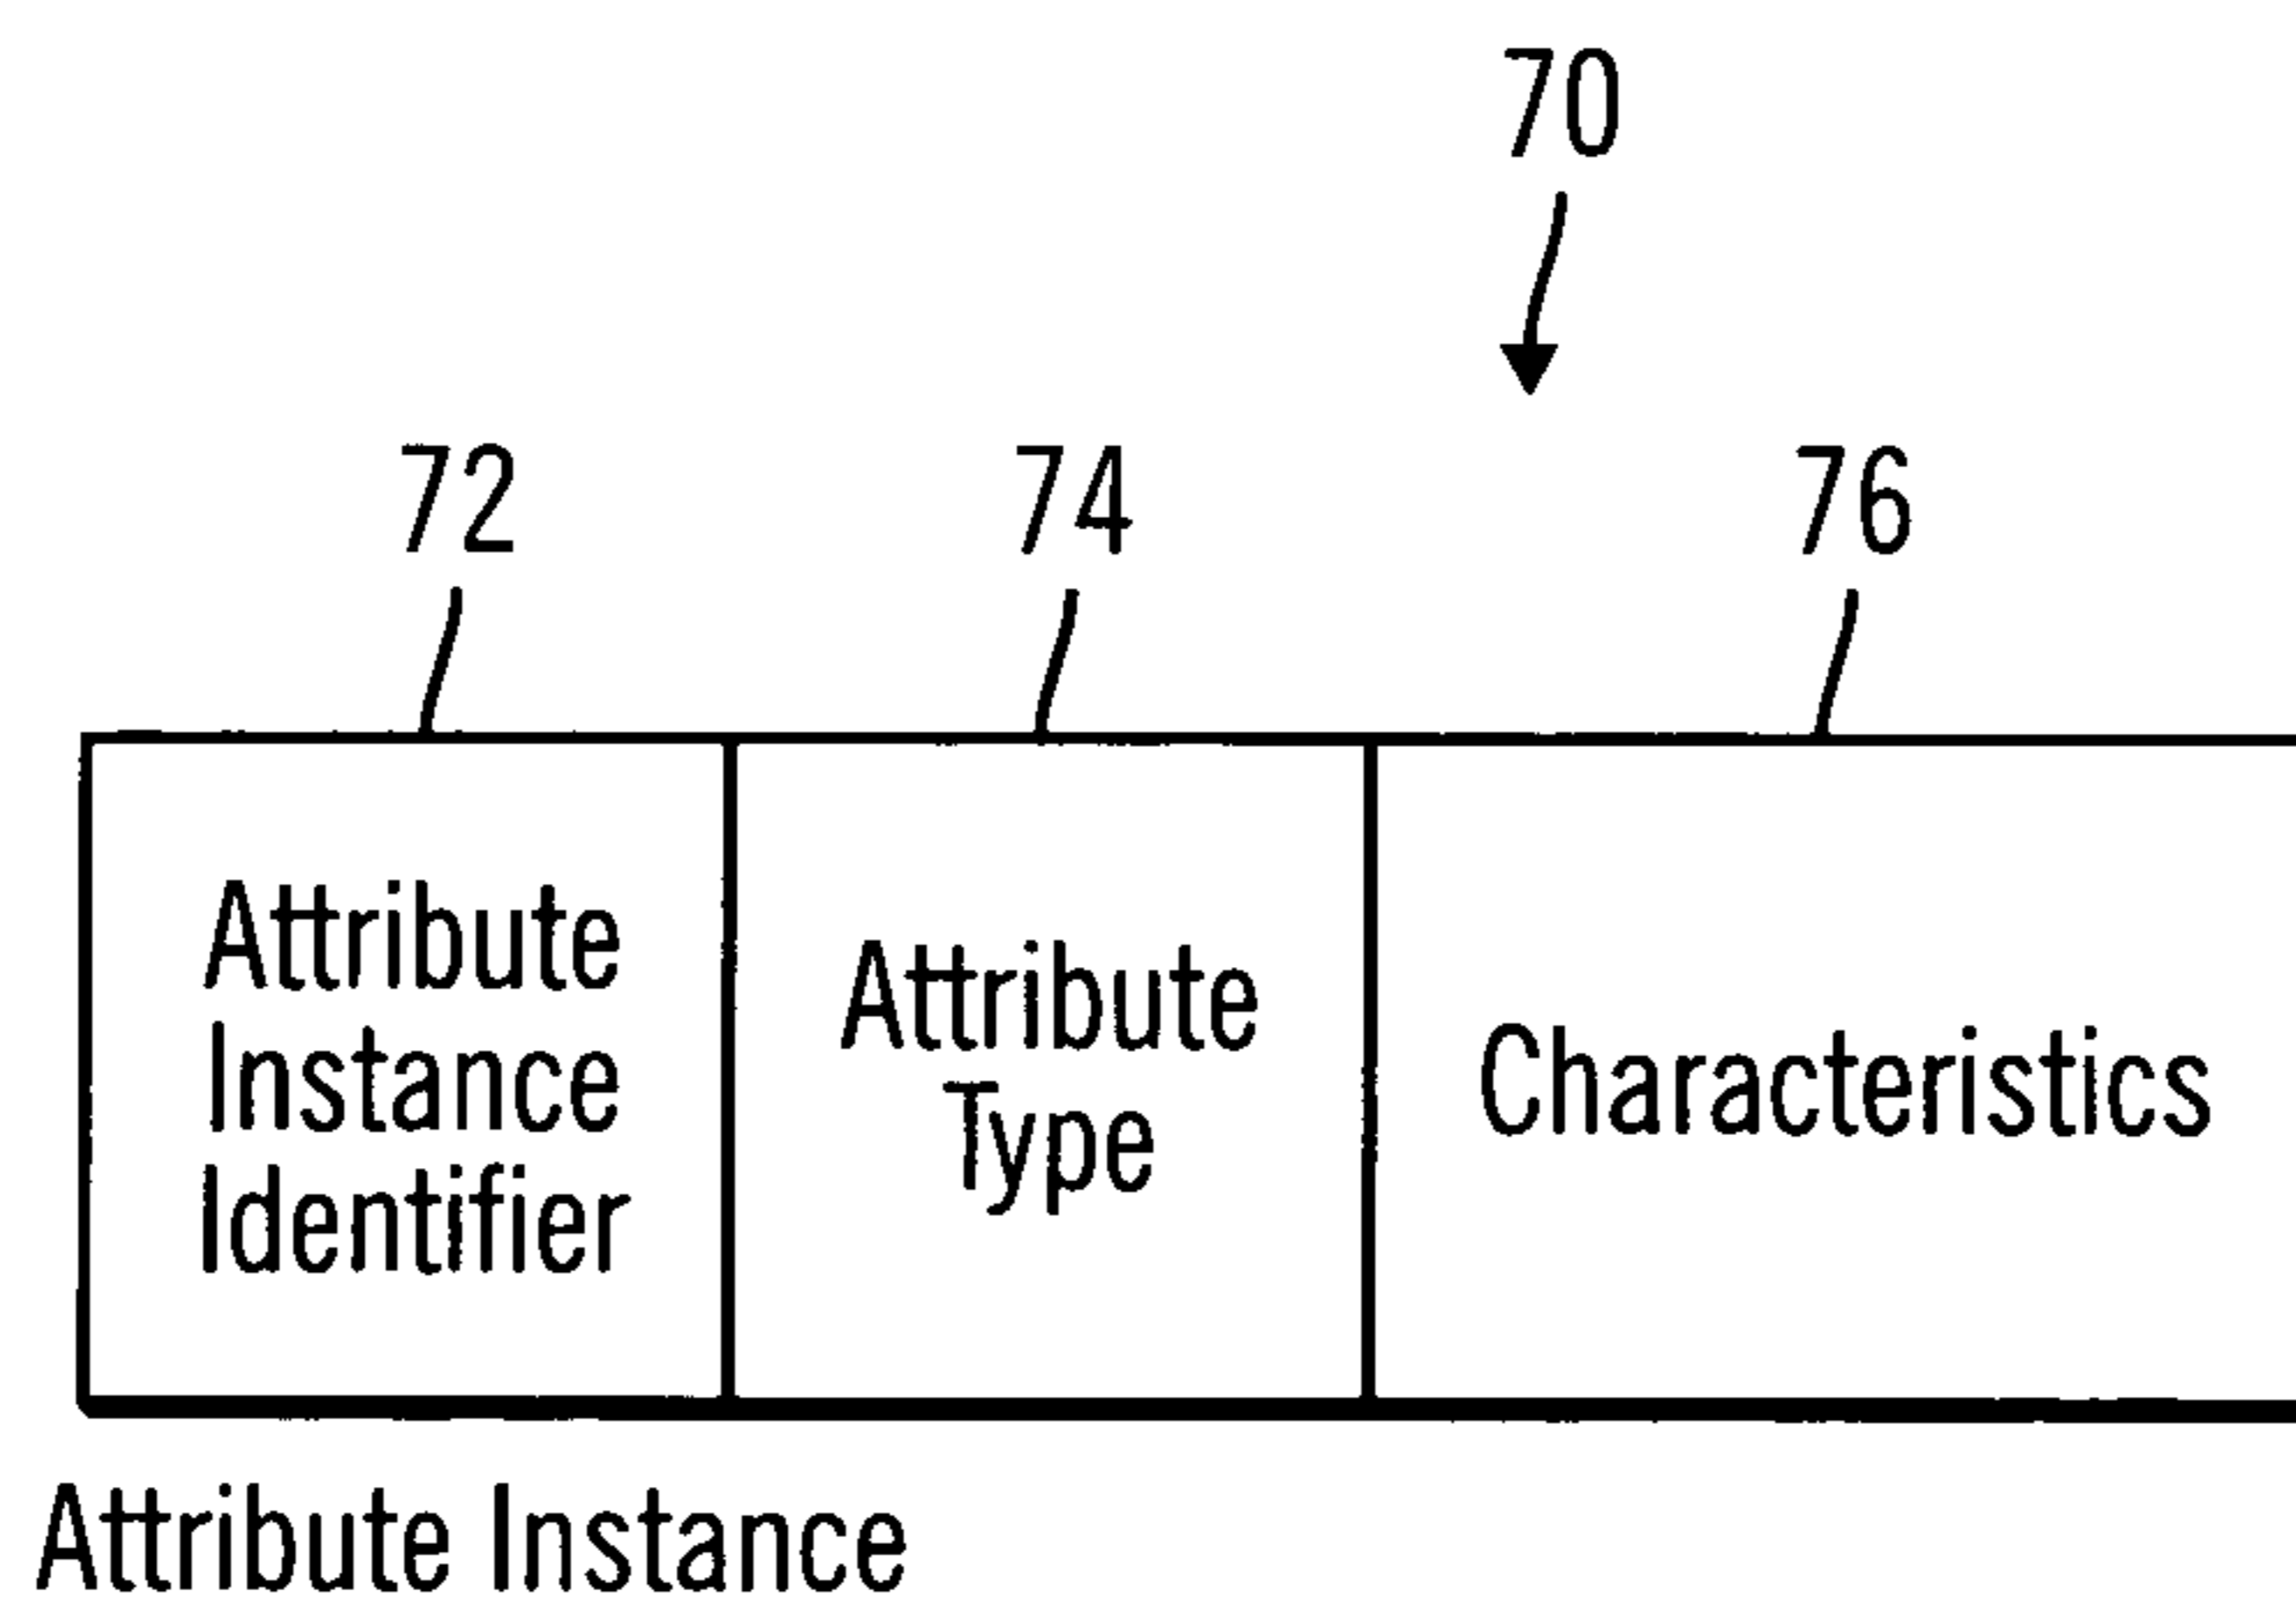 70
72 74 76
Attribute
Instance
Identifier
Attribute
Type
Characteristics
Attribute Instance